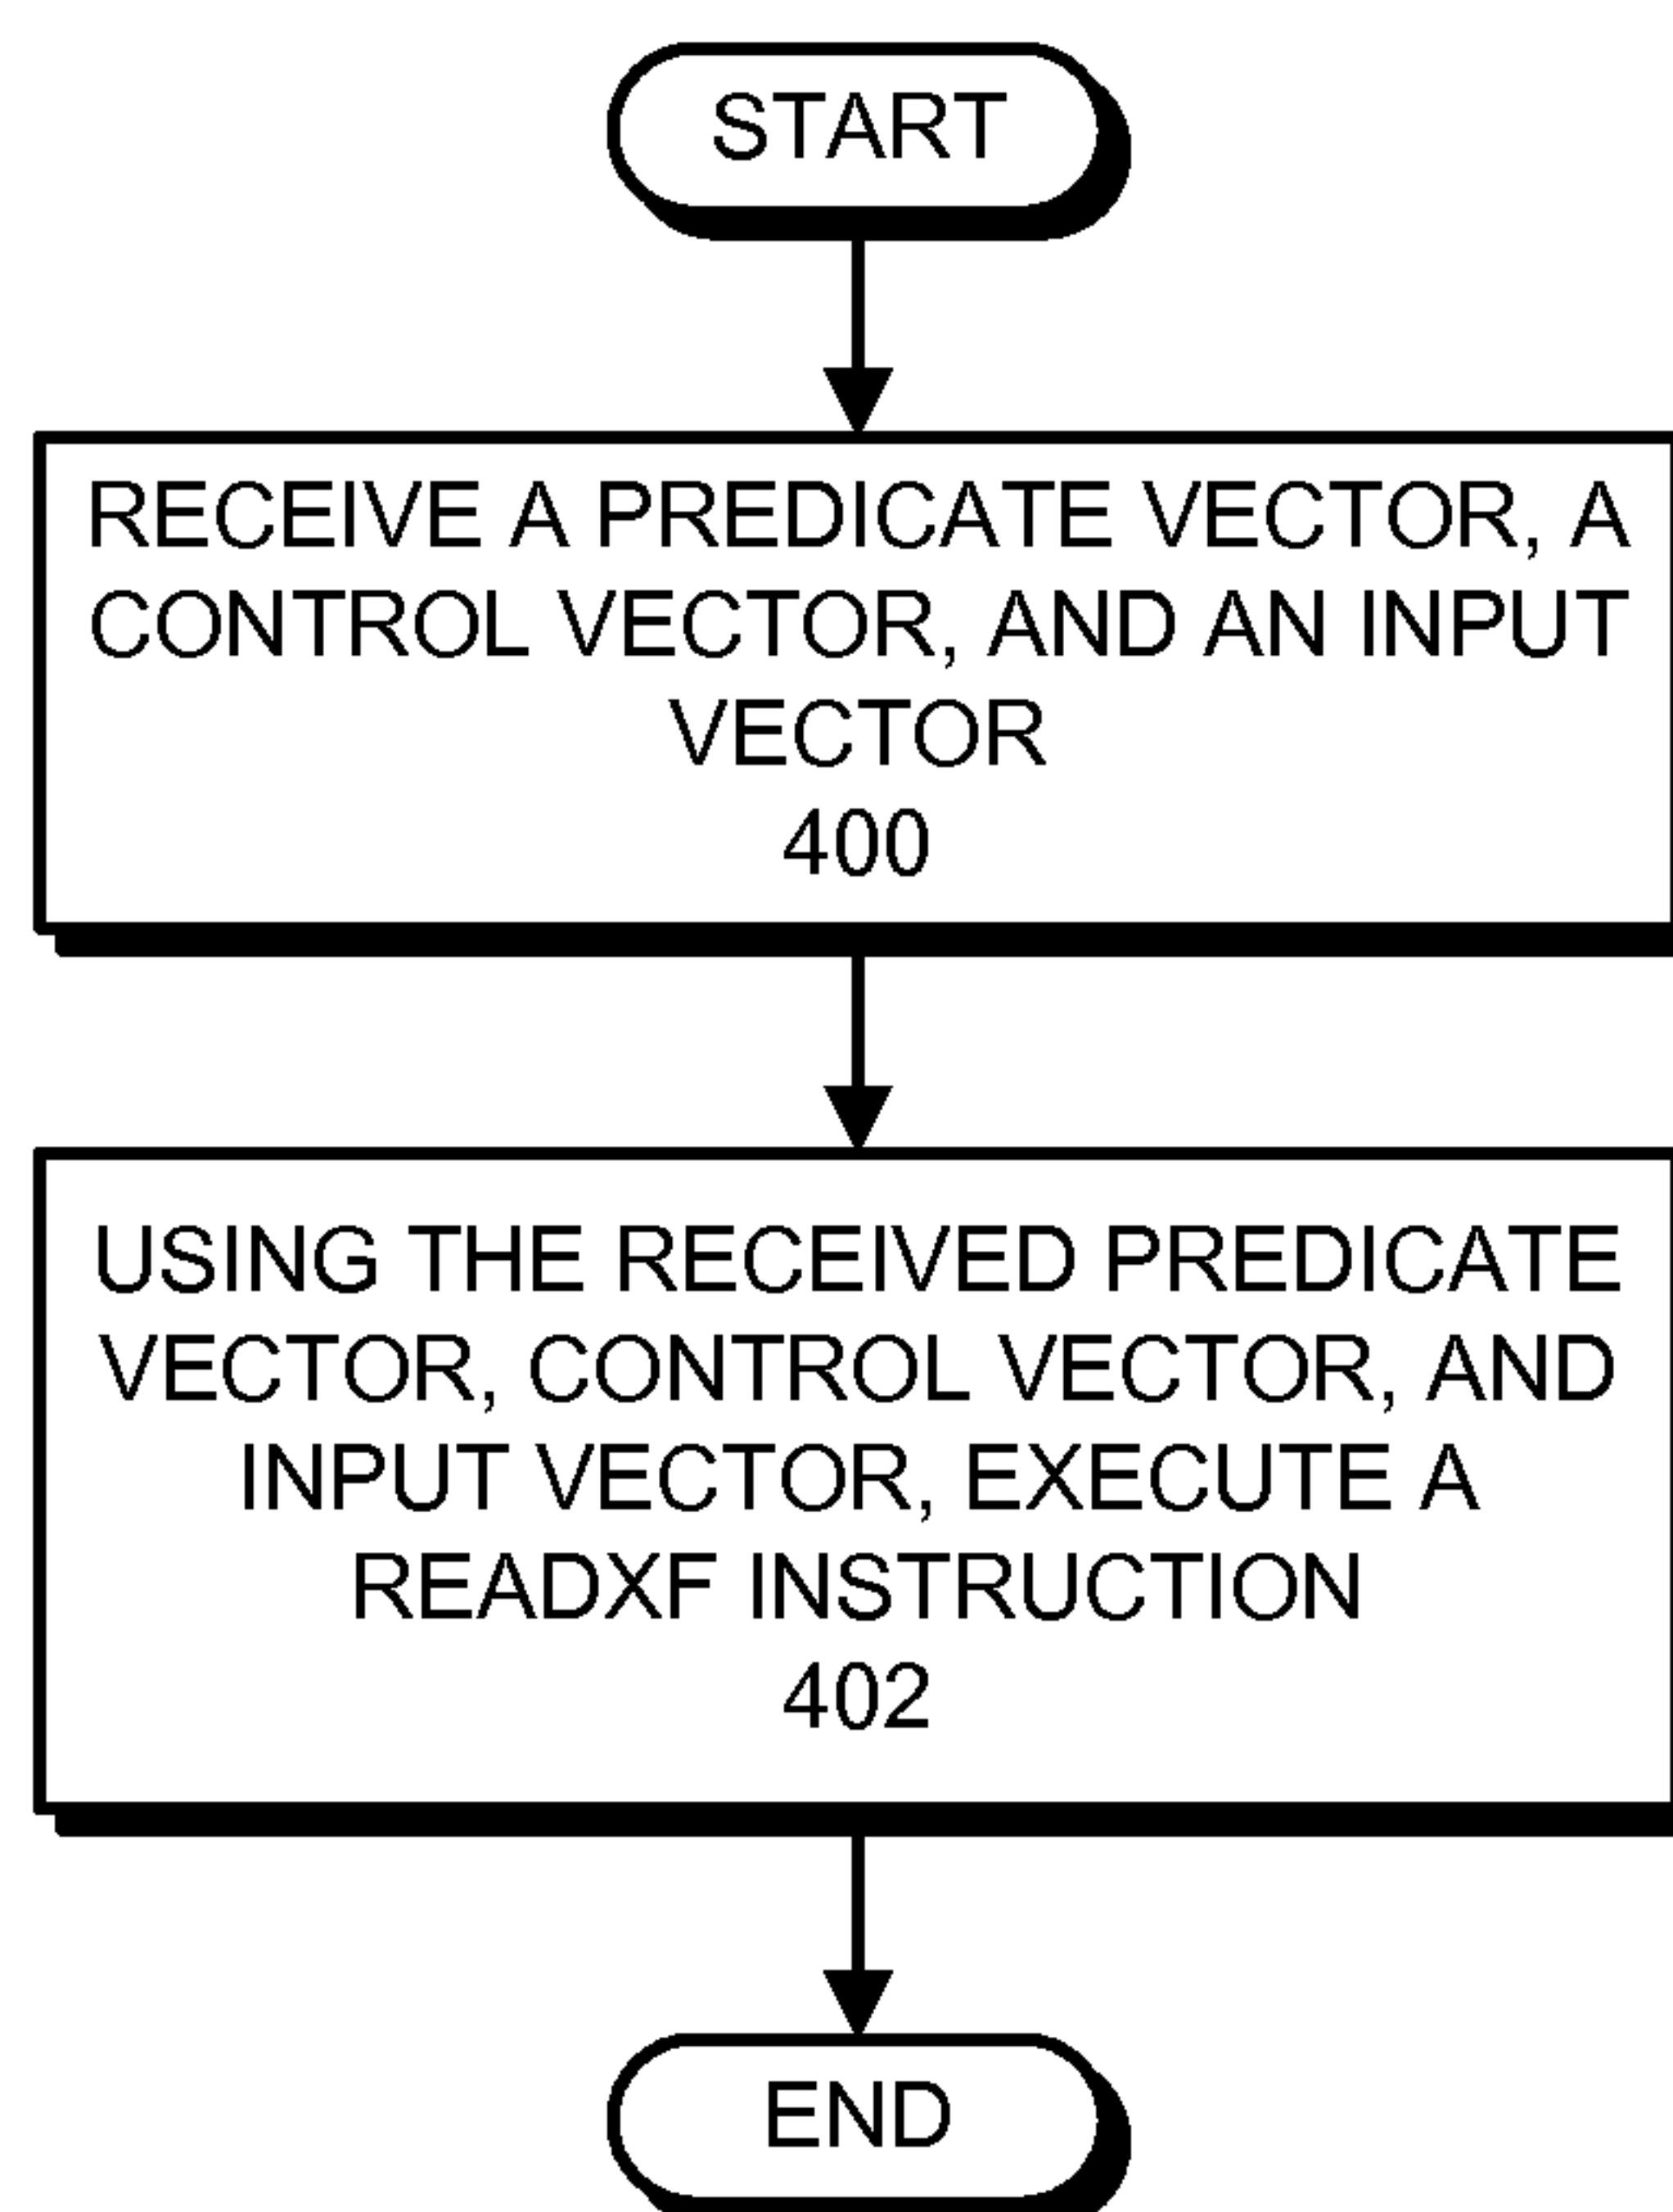 START
RECEIVE A PREDICATE VECTOR, A
CONTROL VECTOR, AND AN INPUT
VECTOR
400
USING THE RECEIVED PREDICATE
VECTOR, CONTROL VECTOR, AND
INPUT VECTOR, EXECUTE A
READXF INSTRUCTION
402
END